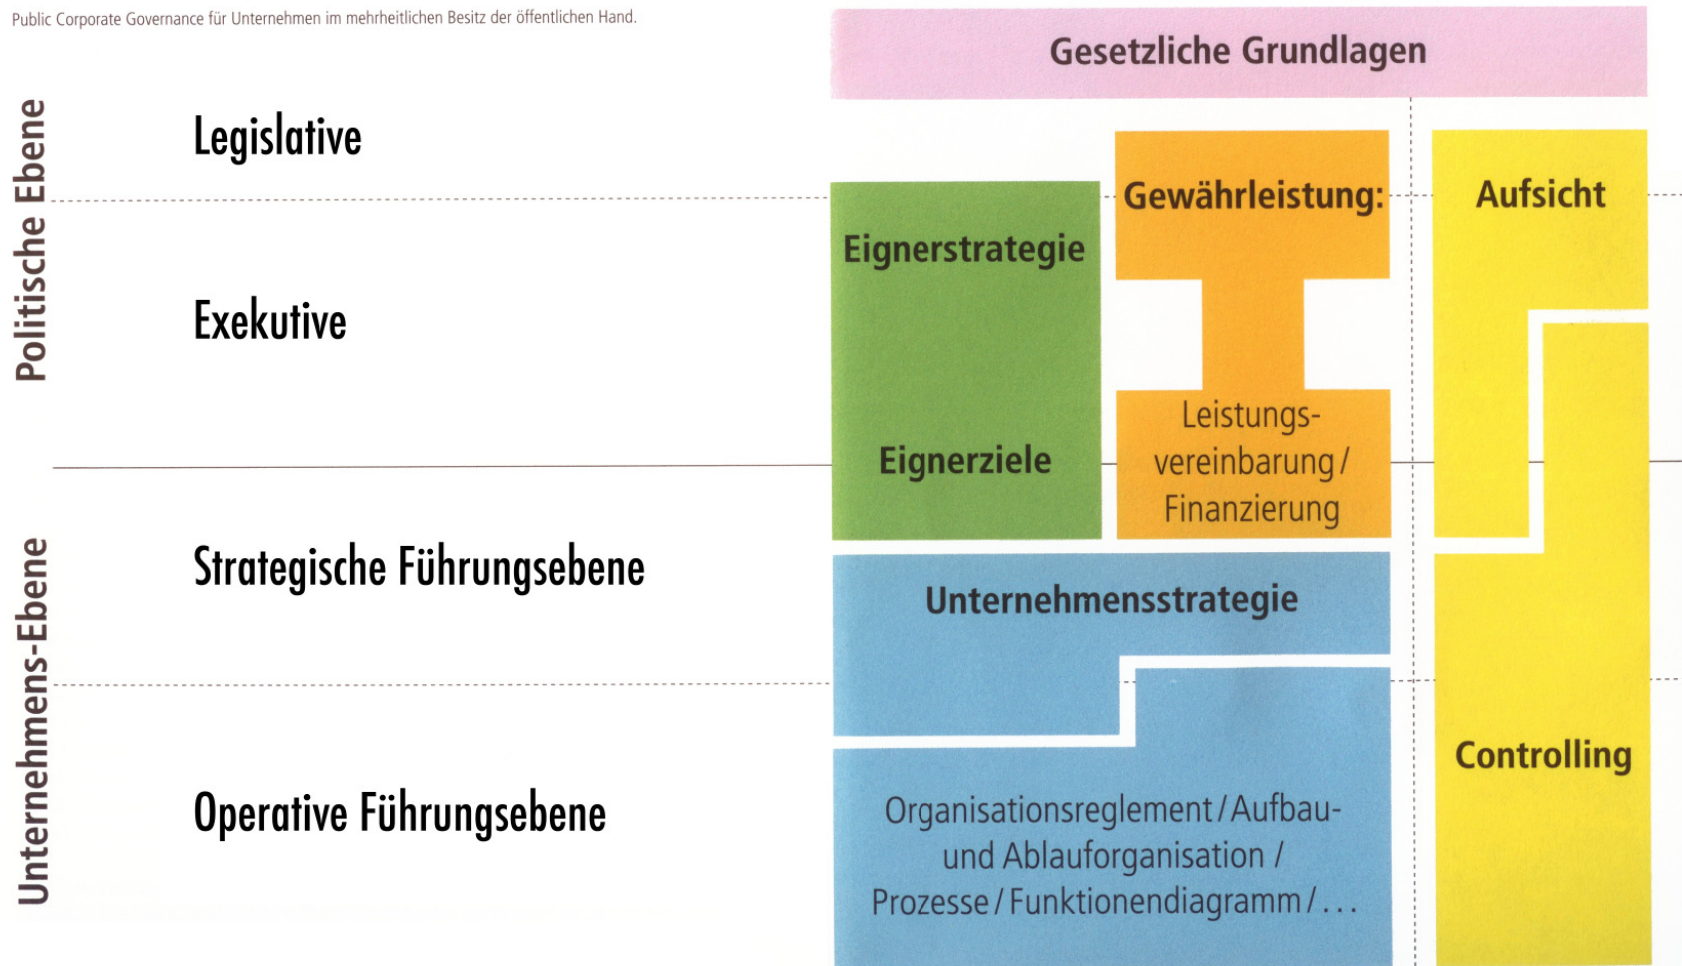 Public Corporate Governance für Unternehmen im mehrheitlichen Besitz der öffentlichen Hand.
Gesetzliche Grundlagen
Politische Ebene
Legislative
Exekutive
Eignerstrategie
Eignerziele
Gewährleistung:
Leistungs-
vereinbarung /
Finanzierung
Aufsicht
Unternehmens-Ebene
Strategische Führungsebene
Operative Führungsebene
Unternehmensstrategie
Organisationsreglement / Aufbau-
und Ablauforganisation /
Prozesse / Funktionendiagramm / ...
Controlling